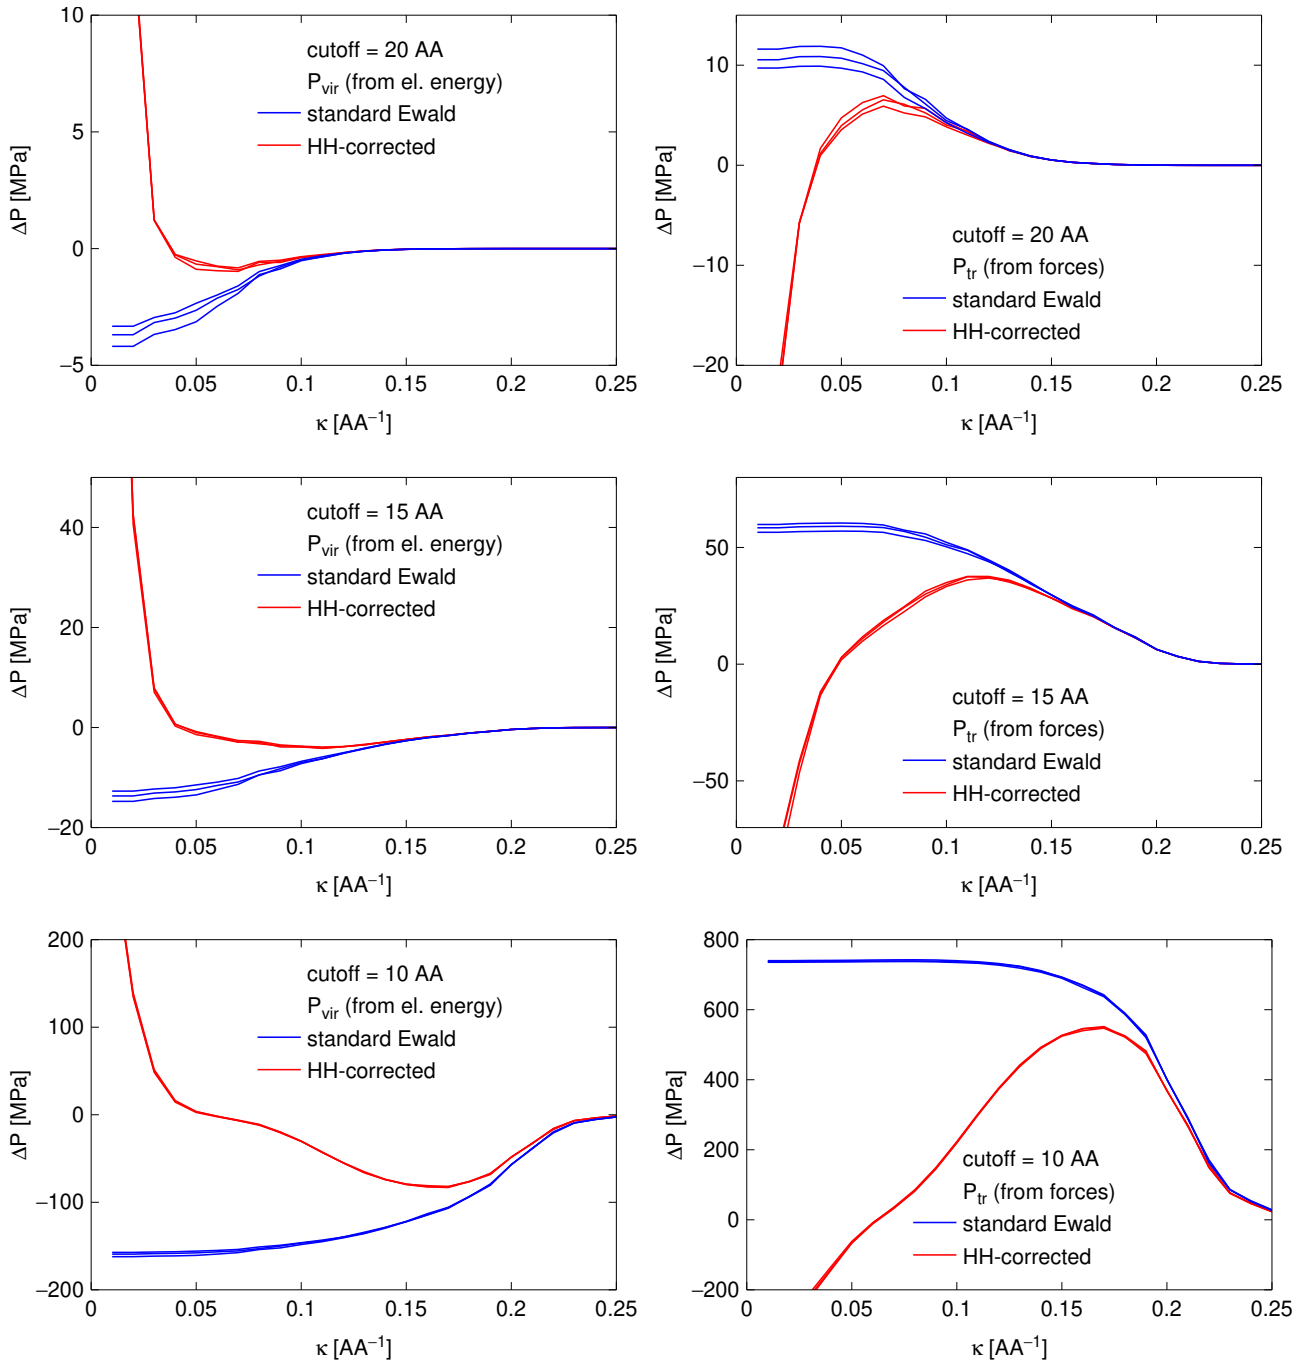 10
5
0
−5
ΔP [MPa]
cutoff = 20 AA
P_vir (from el. energy)
standard Ewald
HH-corrected
0 0.05 0.1 0.15 0.2 0.25
κ [AA⁻¹]
10
0
−10
−20
ΔP [MPa]
cutoff = 20 AA
P_tr (from forces)
standard Ewald
HH-corrected
0 0.05 0.1 0.15 0.2 0.25
κ [AA⁻¹]
40
20
0
−20
ΔP [MPa]
cutoff = 15 AA
P_vir (from el. energy)
standard Ewald
HH-corrected
0 0.05 0.1 0.15 0.2 0.25
κ [AA⁻¹]
50
0
−50
ΔP [MPa]
cutoff = 15 AA
P_tr (from forces)
standard Ewald
HH-corrected
0 0.05 0.1 0.15 0.2 0.25
κ [AA⁻¹]
200
100
0
−100
−200
ΔP [MPa]
cutoff = 10 AA
P_vir (from el. energy)
standard Ewald
HH-corrected
0 0.05 0.1 0.15 0.2 0.25
κ [AA⁻¹]
800
600
400
200
0
−200
ΔP [MPa]
cutoff = 10 AA
P_tr (from forces)
standard Ewald
HH-corrected
0 0.05 0.1 0.15 0.2 0.25
κ [AA⁻¹]